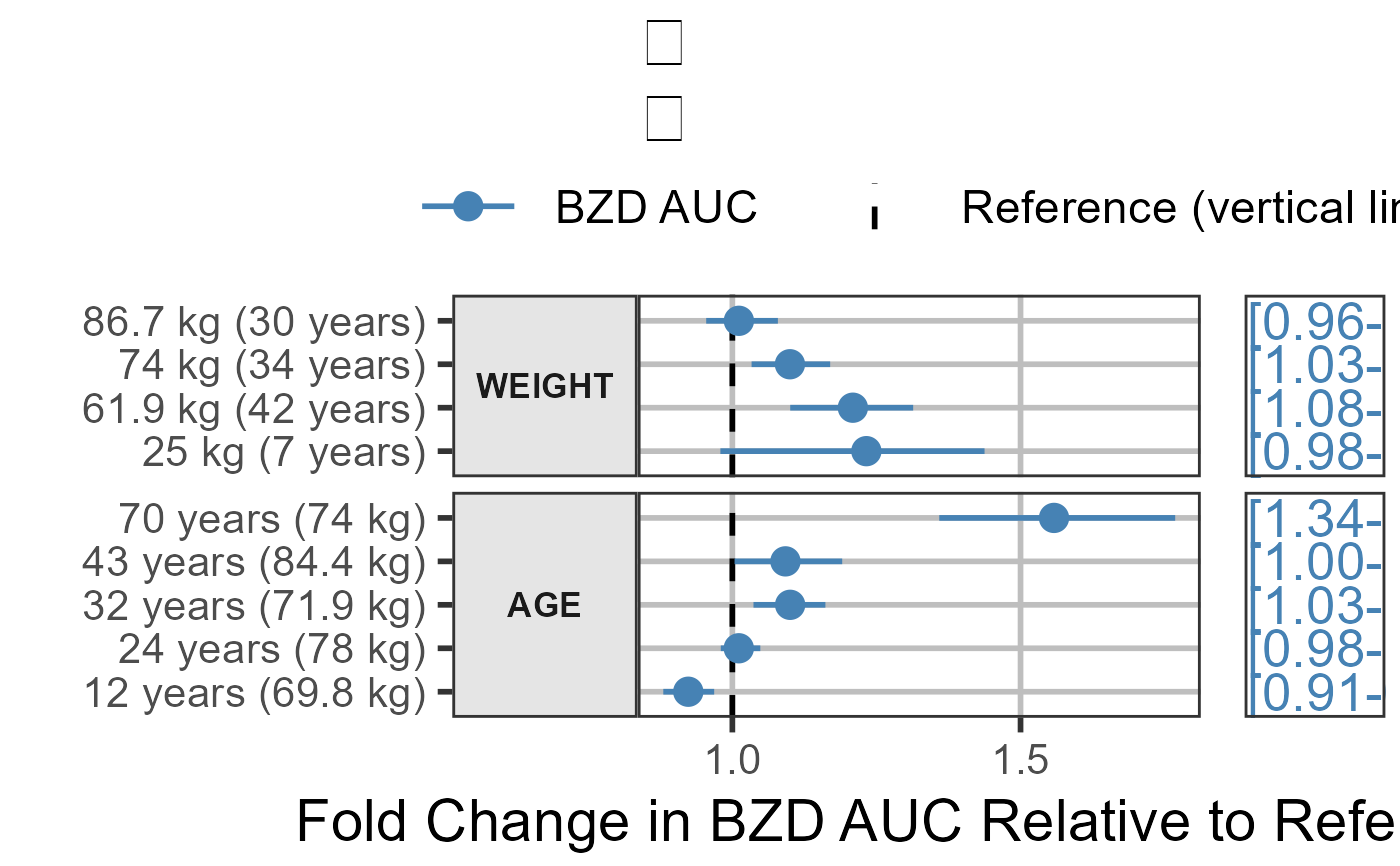 BZD AUC Reference (vertical lin
86.7 kg (30 years)
74 kg (34 years)
61.9 kg (42 years)
25 kg (7 years)
WEIGHT
[0.96-
[1.03-
[1.08-
[0.98-
70 years (74 kg)
43 years (84.4 kg)
32 years (71.9 kg)
24 years (78 kg)
12 years (69.8 kg)
AGE
[1.34-
[1.00-
[1.03-
[0.98-
[0.91-
1.0 1.5
Fold Change in BZD AUC Relative to Refe